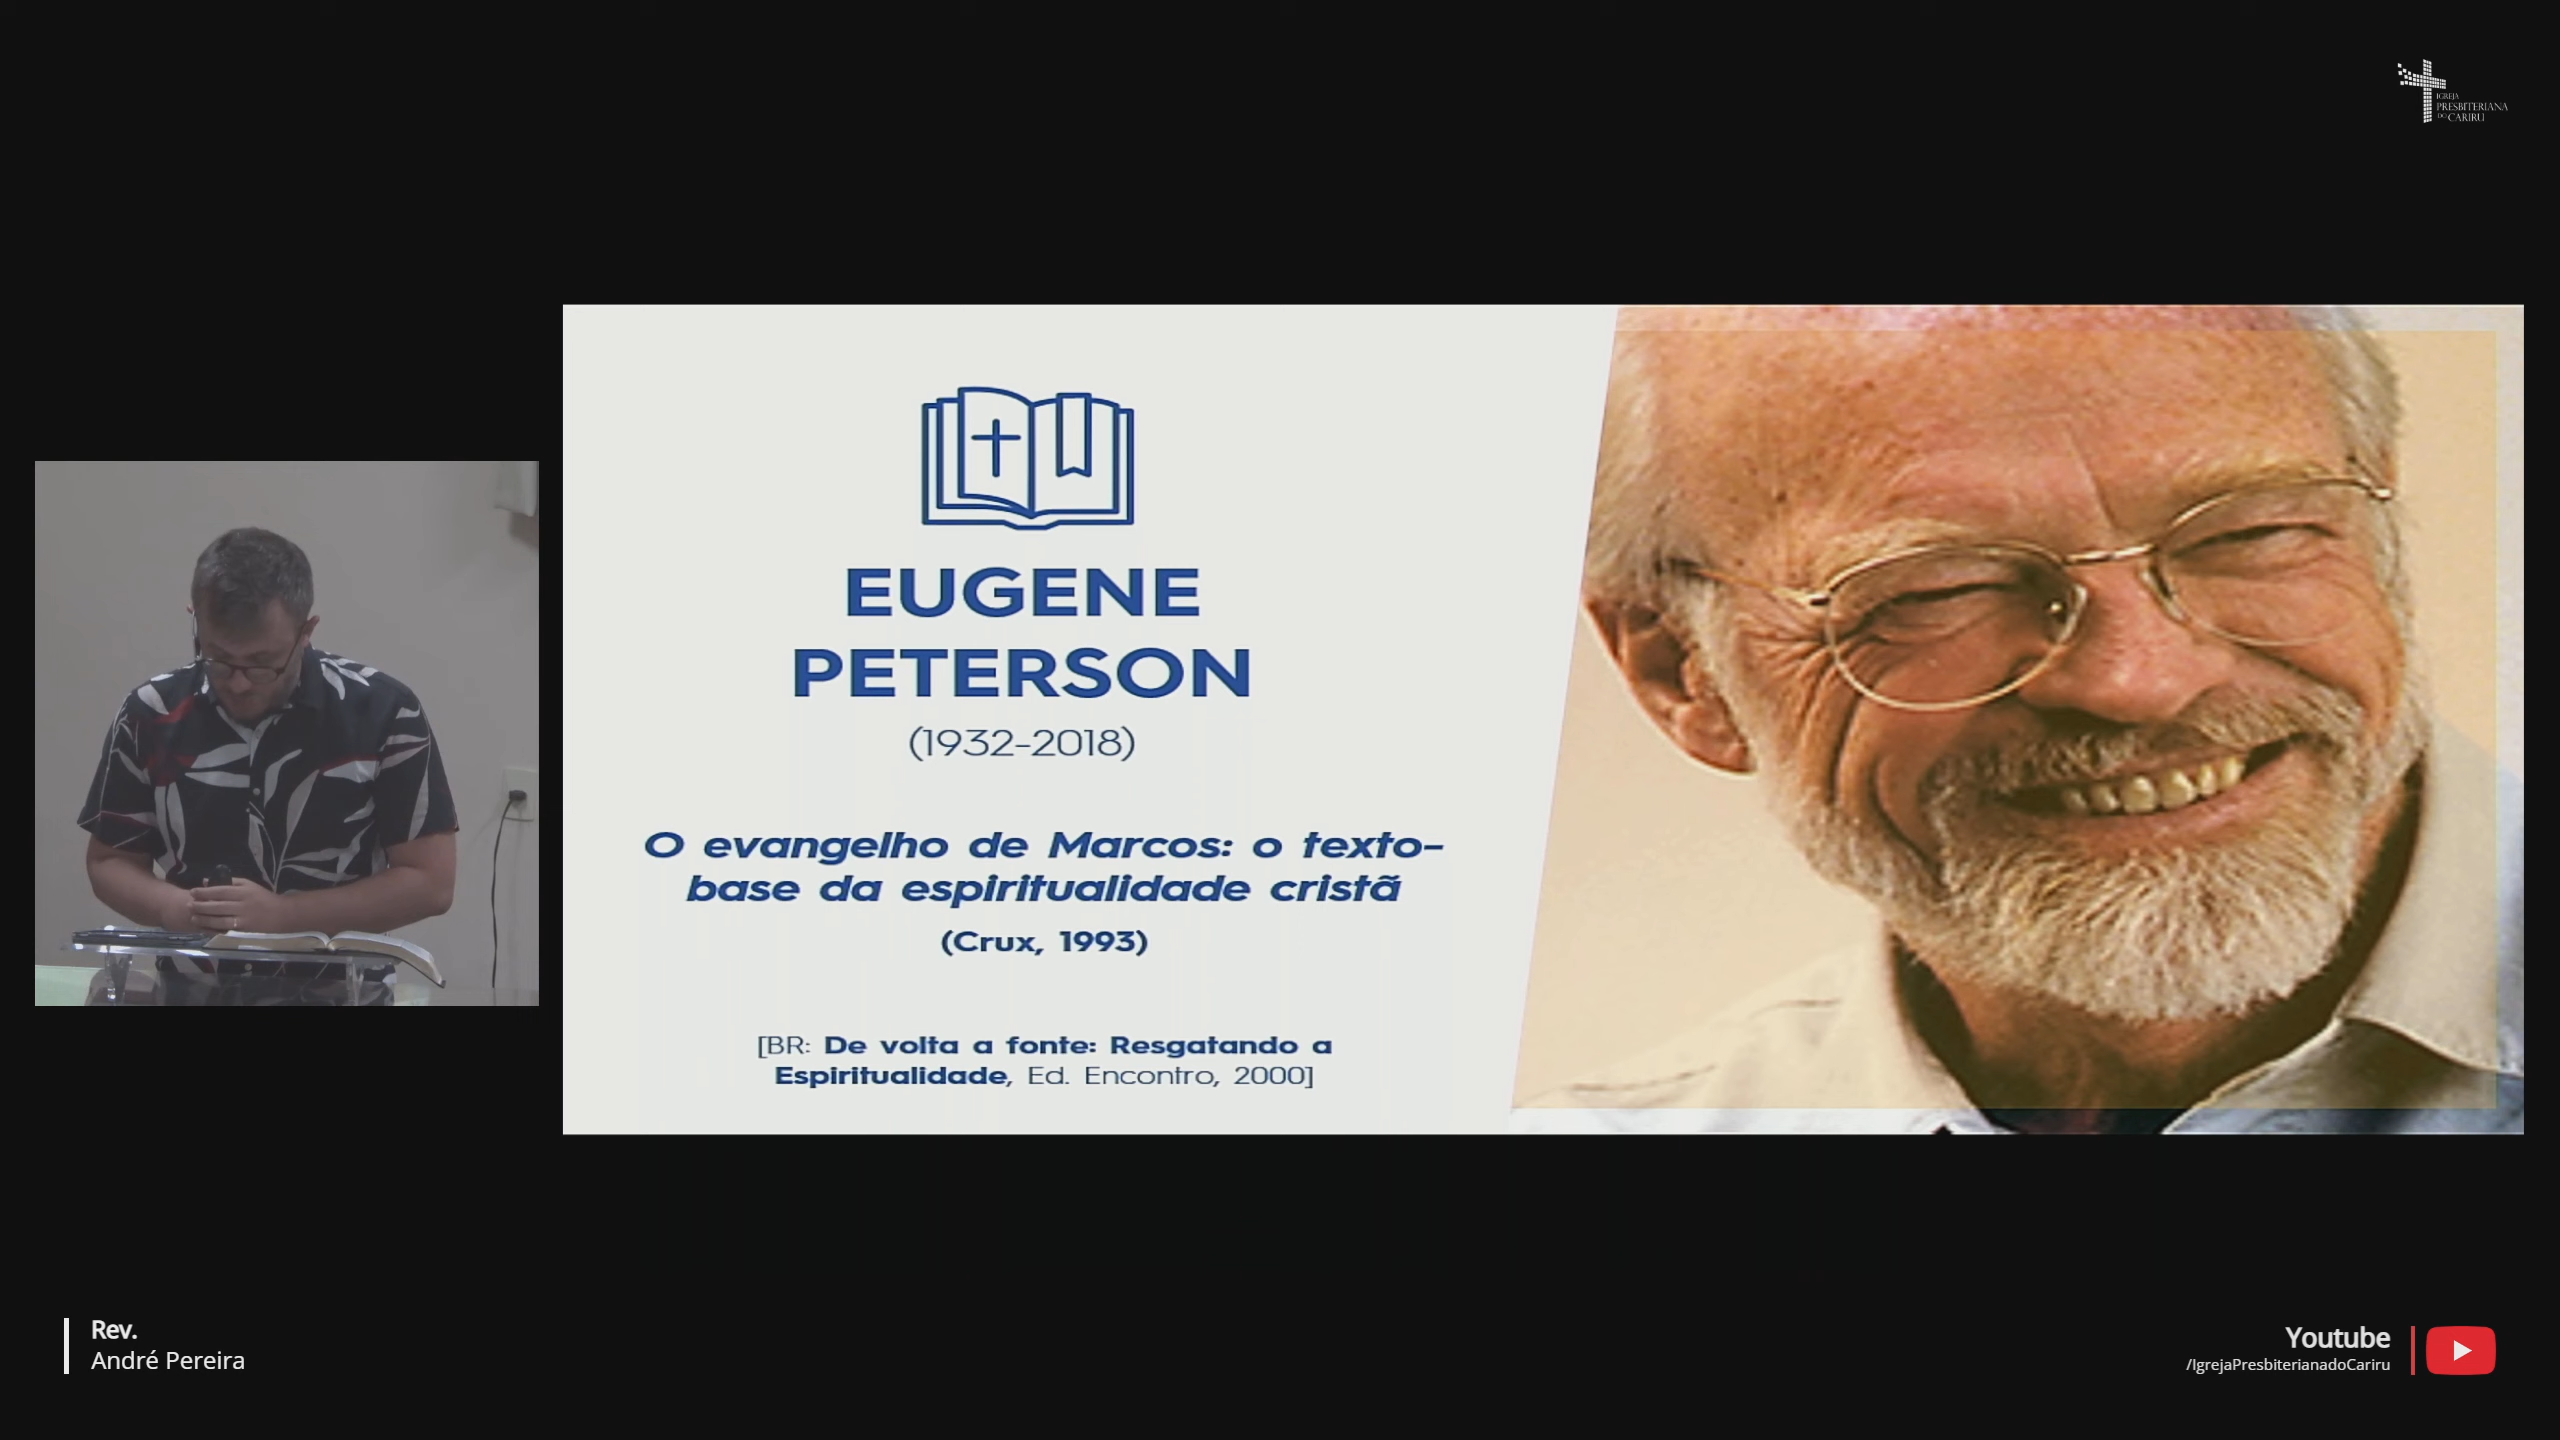 IGREJA
PRESBITERIANA
DO CARIRU
EUGENE
PETERSON
(1932-2018)
O evangelho de Marcos: o texto-
base da espiritualidade cristã
(Crux, 1993)
[BR: De volta a fonte: Resgatando a
Espiritualidade, Ed. Encontro, 2000]
Rev.
André Pereira
Youtube
/IgrejaPresbiterianadoCariru